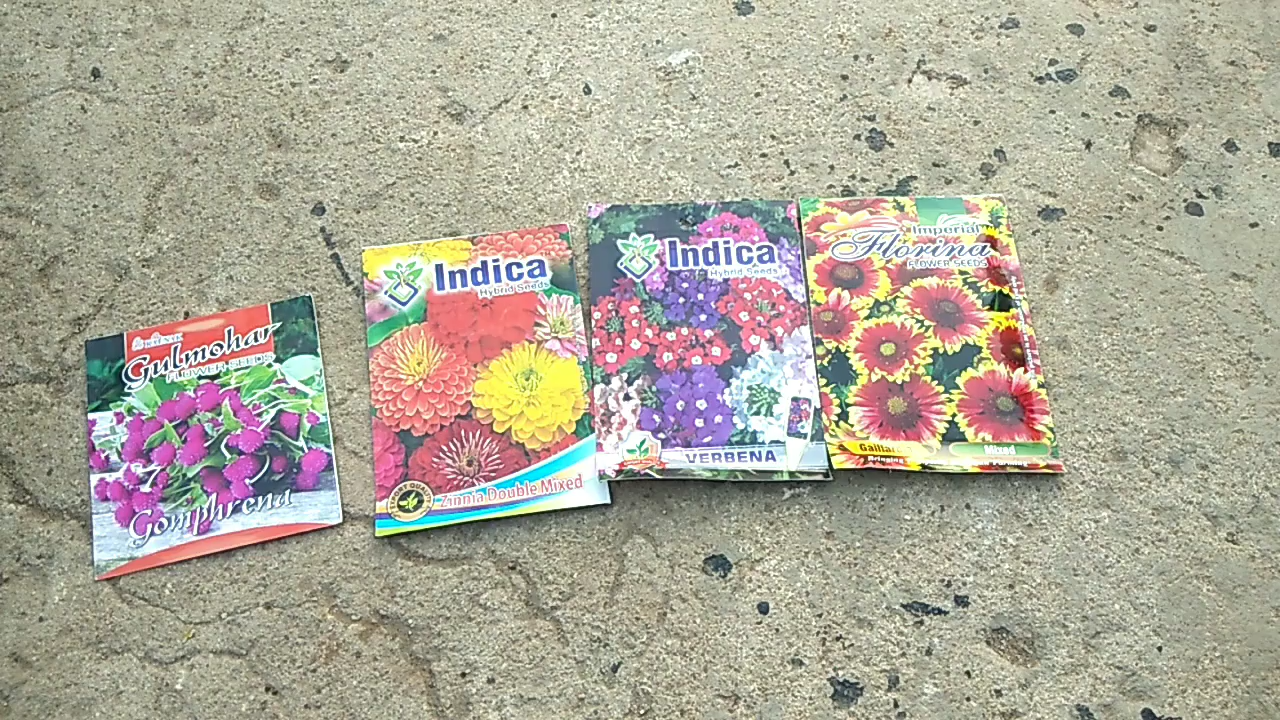 Gulmohar
FLOWER SEEDS
Gomphrena
Indica
Hybrid Seeds
Zinnia Double Mixed
Indica
Hybrid Seeds
VERBENA
Imperial
Florina
FLOWER SEEDS
Mixed